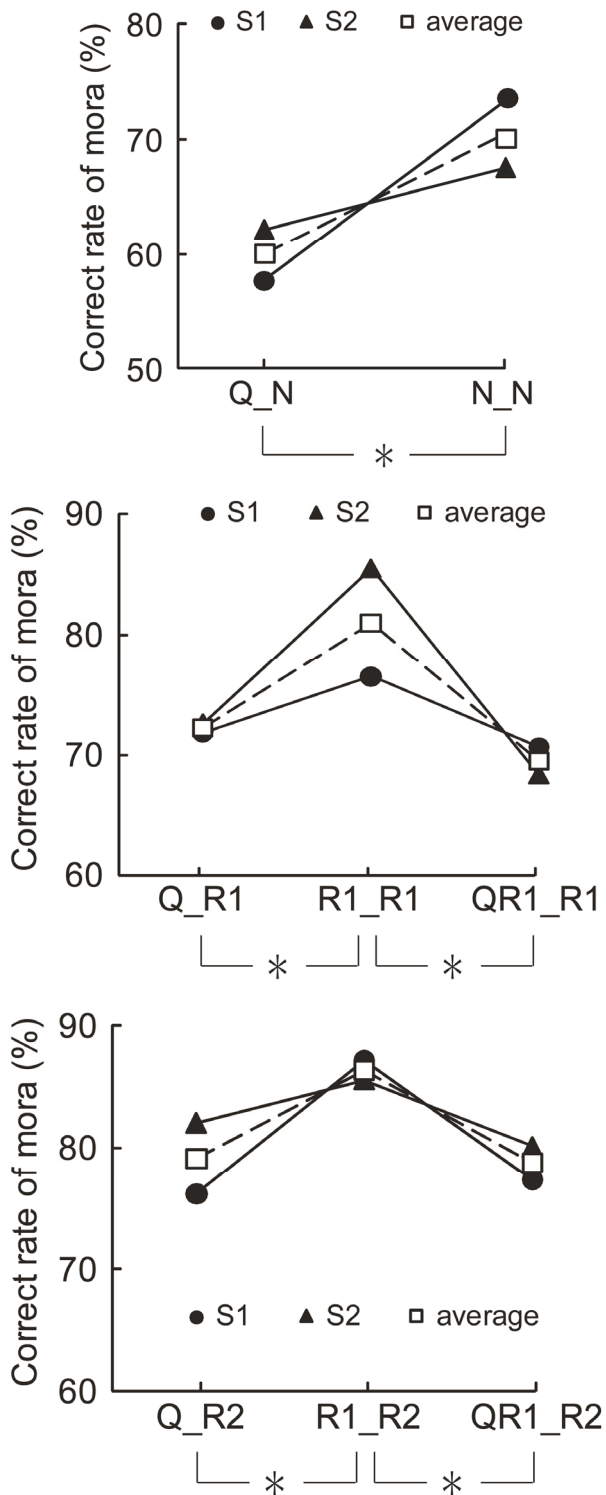 80
S1 S2 average
70
60
50
Correct rate of mora (%)
Q_N N_N
*
90
S1 S2 average
80
70
60
Correct rate of mora (%)
Q_R1 R1_R1 QR1_R1
* *
90
80
70
S1 S2 average
60
Correct rate of mora (%)
Q_R2 R1_R2 QR1_R2
* *